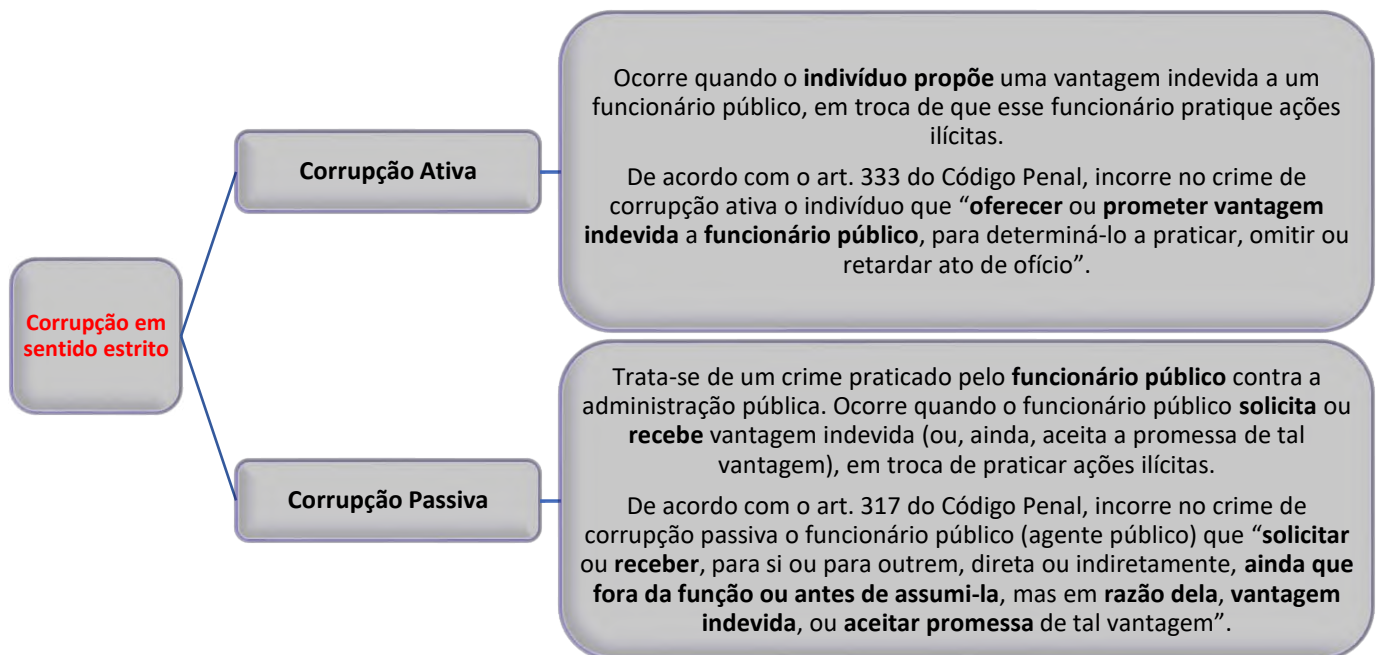 Corrupção em
sentido estrito
Corrupção Ativa
Ocorre quando o indivíduo propõe uma vantagem indevida a um
funcionário público, em troca de que esse funcionário pratique ações
ilícitas.
De acordo com o art. 333 do Código Penal, incorre no crime de
corrupção ativa o indivíduo que “oferecer ou prometer vantagem
indevida a funcionário público, para determiná-lo a praticar, omitir ou
retardar ato de ofício”.
Corrupção Passiva
Trata-se de um crime praticado pelo funcionário público contra a
administração pública. Ocorre quando o funcionário público solicita ou
recebe vantagem indevida (ou, ainda, aceita a promessa de tal
vantagem), em troca de praticar ações ilícitas.
De acordo com o art. 317 do Código Penal, incorre no crime de
corrupção passiva o funcionário público (agente público) que “solicitar
ou receber, para si ou para outrem, direta ou indiretamente, ainda que
fora da função ou antes de assumi-la, mas em razão dela, vantagem
indevida, ou aceitar promessa de tal vantagem”.